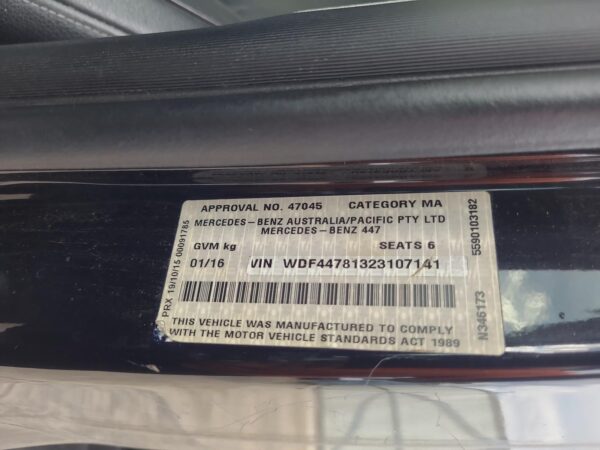 APPROVAL NO. 47045 CATEGORY MA
MERCEDES-BENZ AUSTRALIA/PACIFIC PTY LTD
MERCEDES-BENZ 447
GVM kg SEATS 6
01/16 VIN WDF44781323107141
THIS VEHICLE WAS MANUFACTURED TO COMPLY
WITH THE MOTOR VEHICLE STANDARDS ACT 1989
PRX 19/10/15 00091785
N346173 5590103182